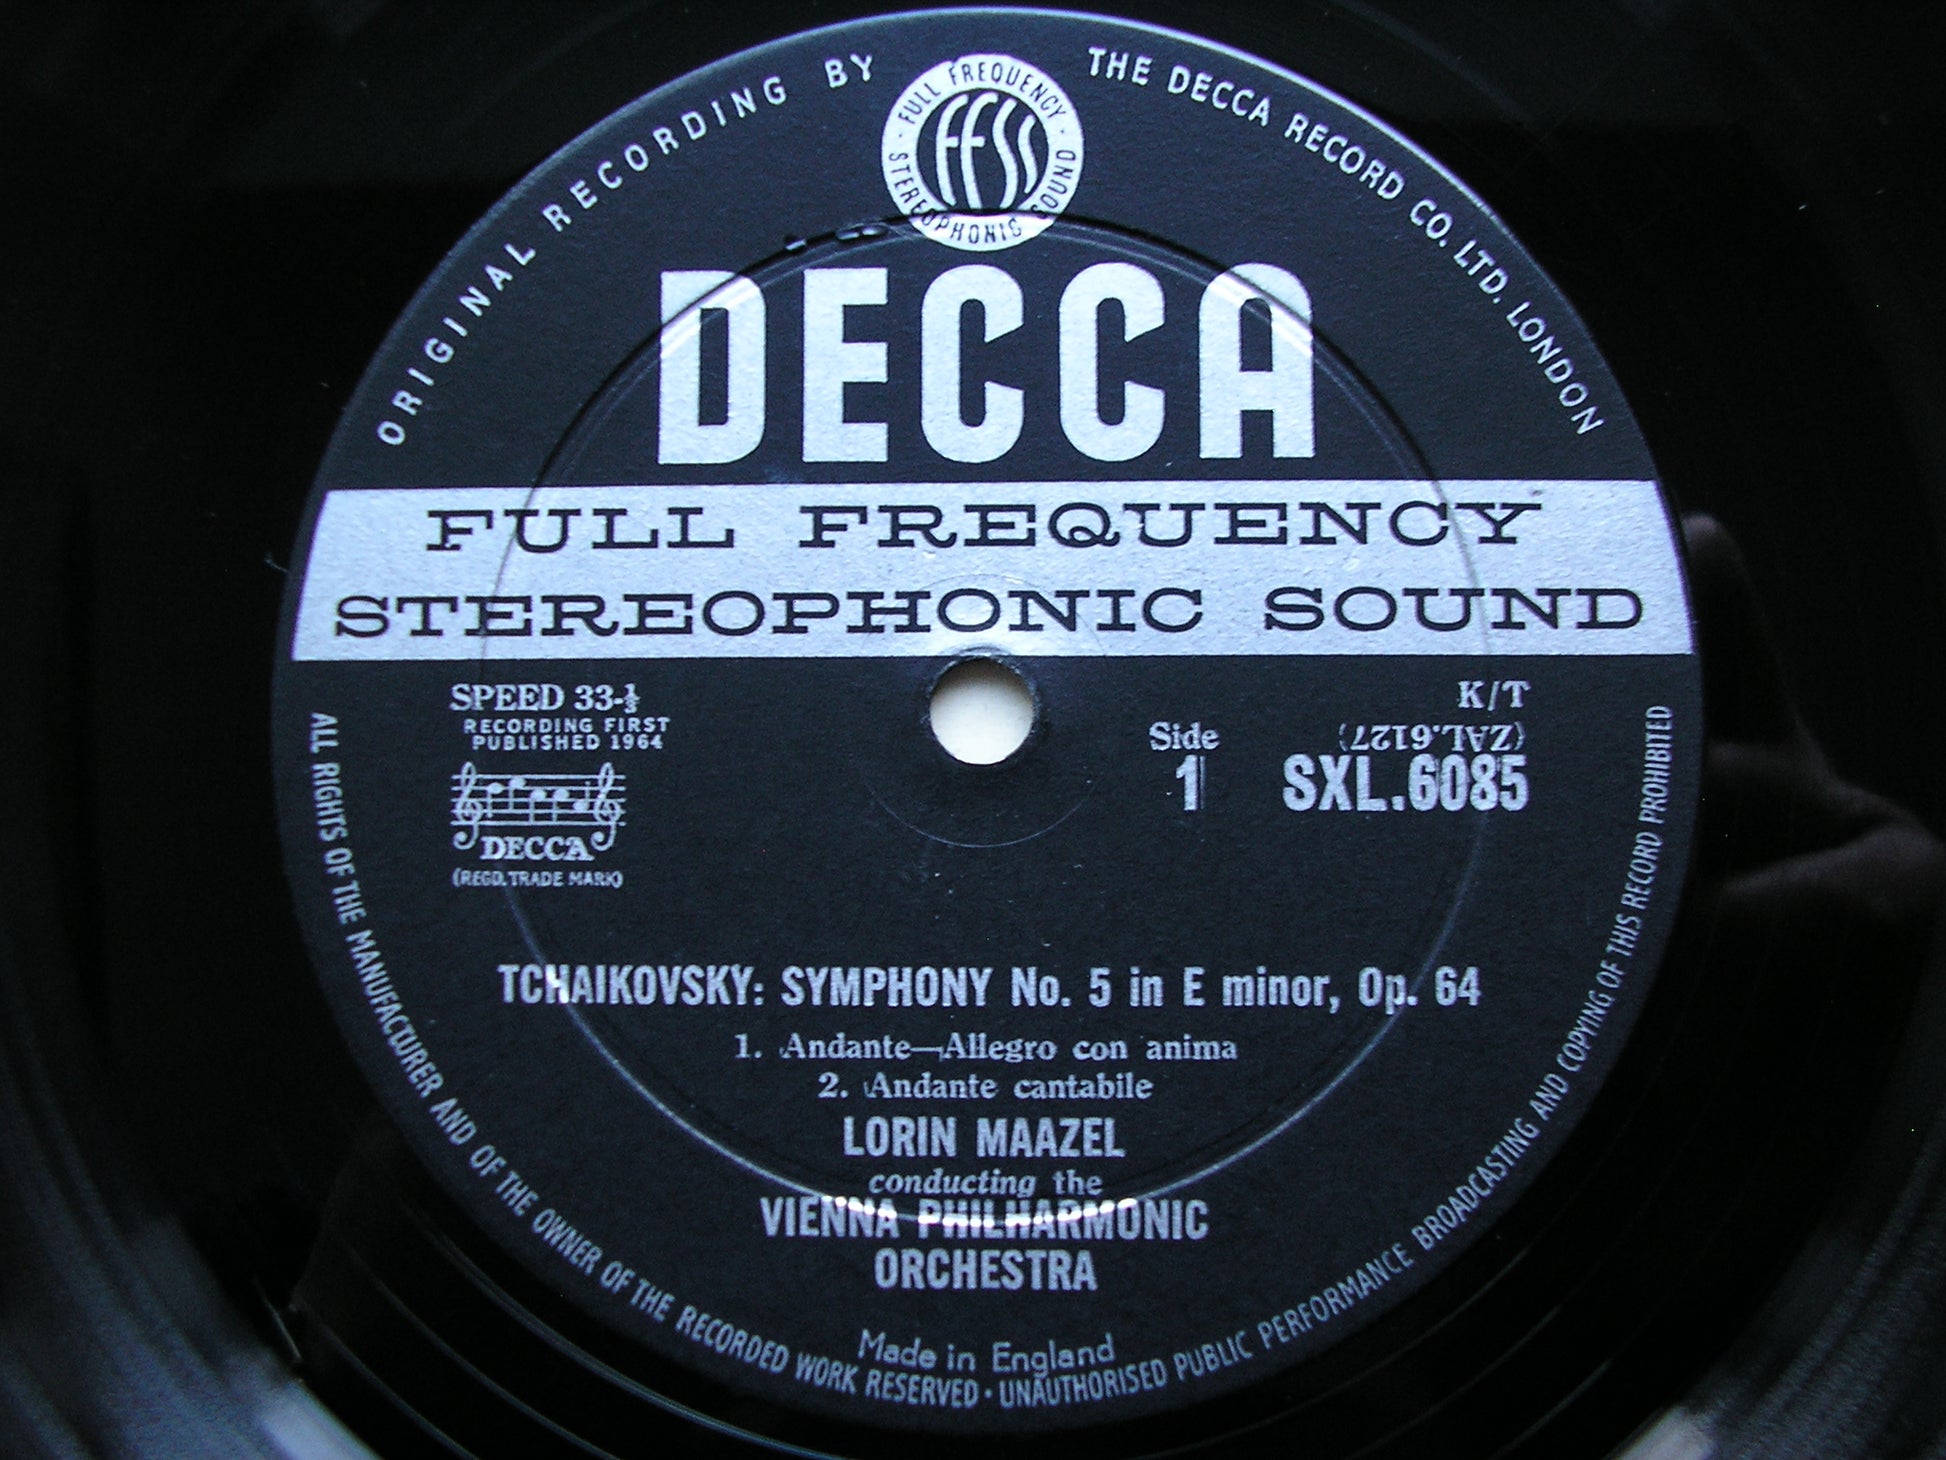 ORIGINAL RECORDING BY THE DECCA RECORD CO. LTD. LONDON
FULL FREQUENCY STEREOPHONIC SOUND
FFSS
DECCA
FULL FREQUENCY
STEREOPHONIC SOUND
SPEED 33-⅓
RECORDING FIRST
PUBLISHED 1964
DECCA
(REGD. TRADE MARK)
K/T
(ZAL.6127)
Side
1
SXL.6085
TCHAIKOVSKY: SYMPHONY No. 5 in E minor, Op. 64
1. Andante—Allegro con anima
2. Andante cantabile
LORIN MAAZEL
conducting the
VIENNA PHILHARMONIC
ORCHESTRA
Made in England
ALL RIGHTS OF THE MANUFACTURER AND OF THE OWNER OF THE RECORDED WORK RESERVED · UNAUTHORISED PUBLIC PERFORMANCE BROADCASTING AND COPYING OF THIS RECORD PROHIBITED